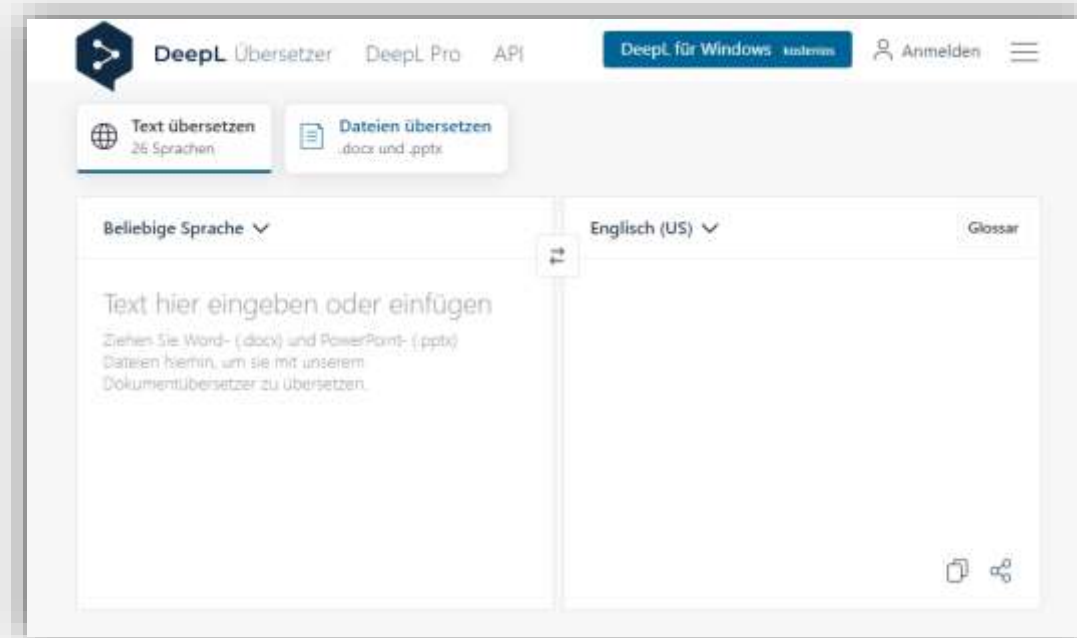 DeepL Übersetzer DeepL Pro API DeepL für Windows kostenlos Anmelden
Text übersetzen
26 Sprachen
Dateien übersetzen
.docx und .pptx
Beliebige Sprache
Englisch (US) Glossar
Text hier eingeben oder einfügen
Ziehen Sie Word- (.docx) und PowerPoint- (.pptx)
Dateien hierhin, um sie mit unserem
Dokumentübersetzer zu übersetzen.